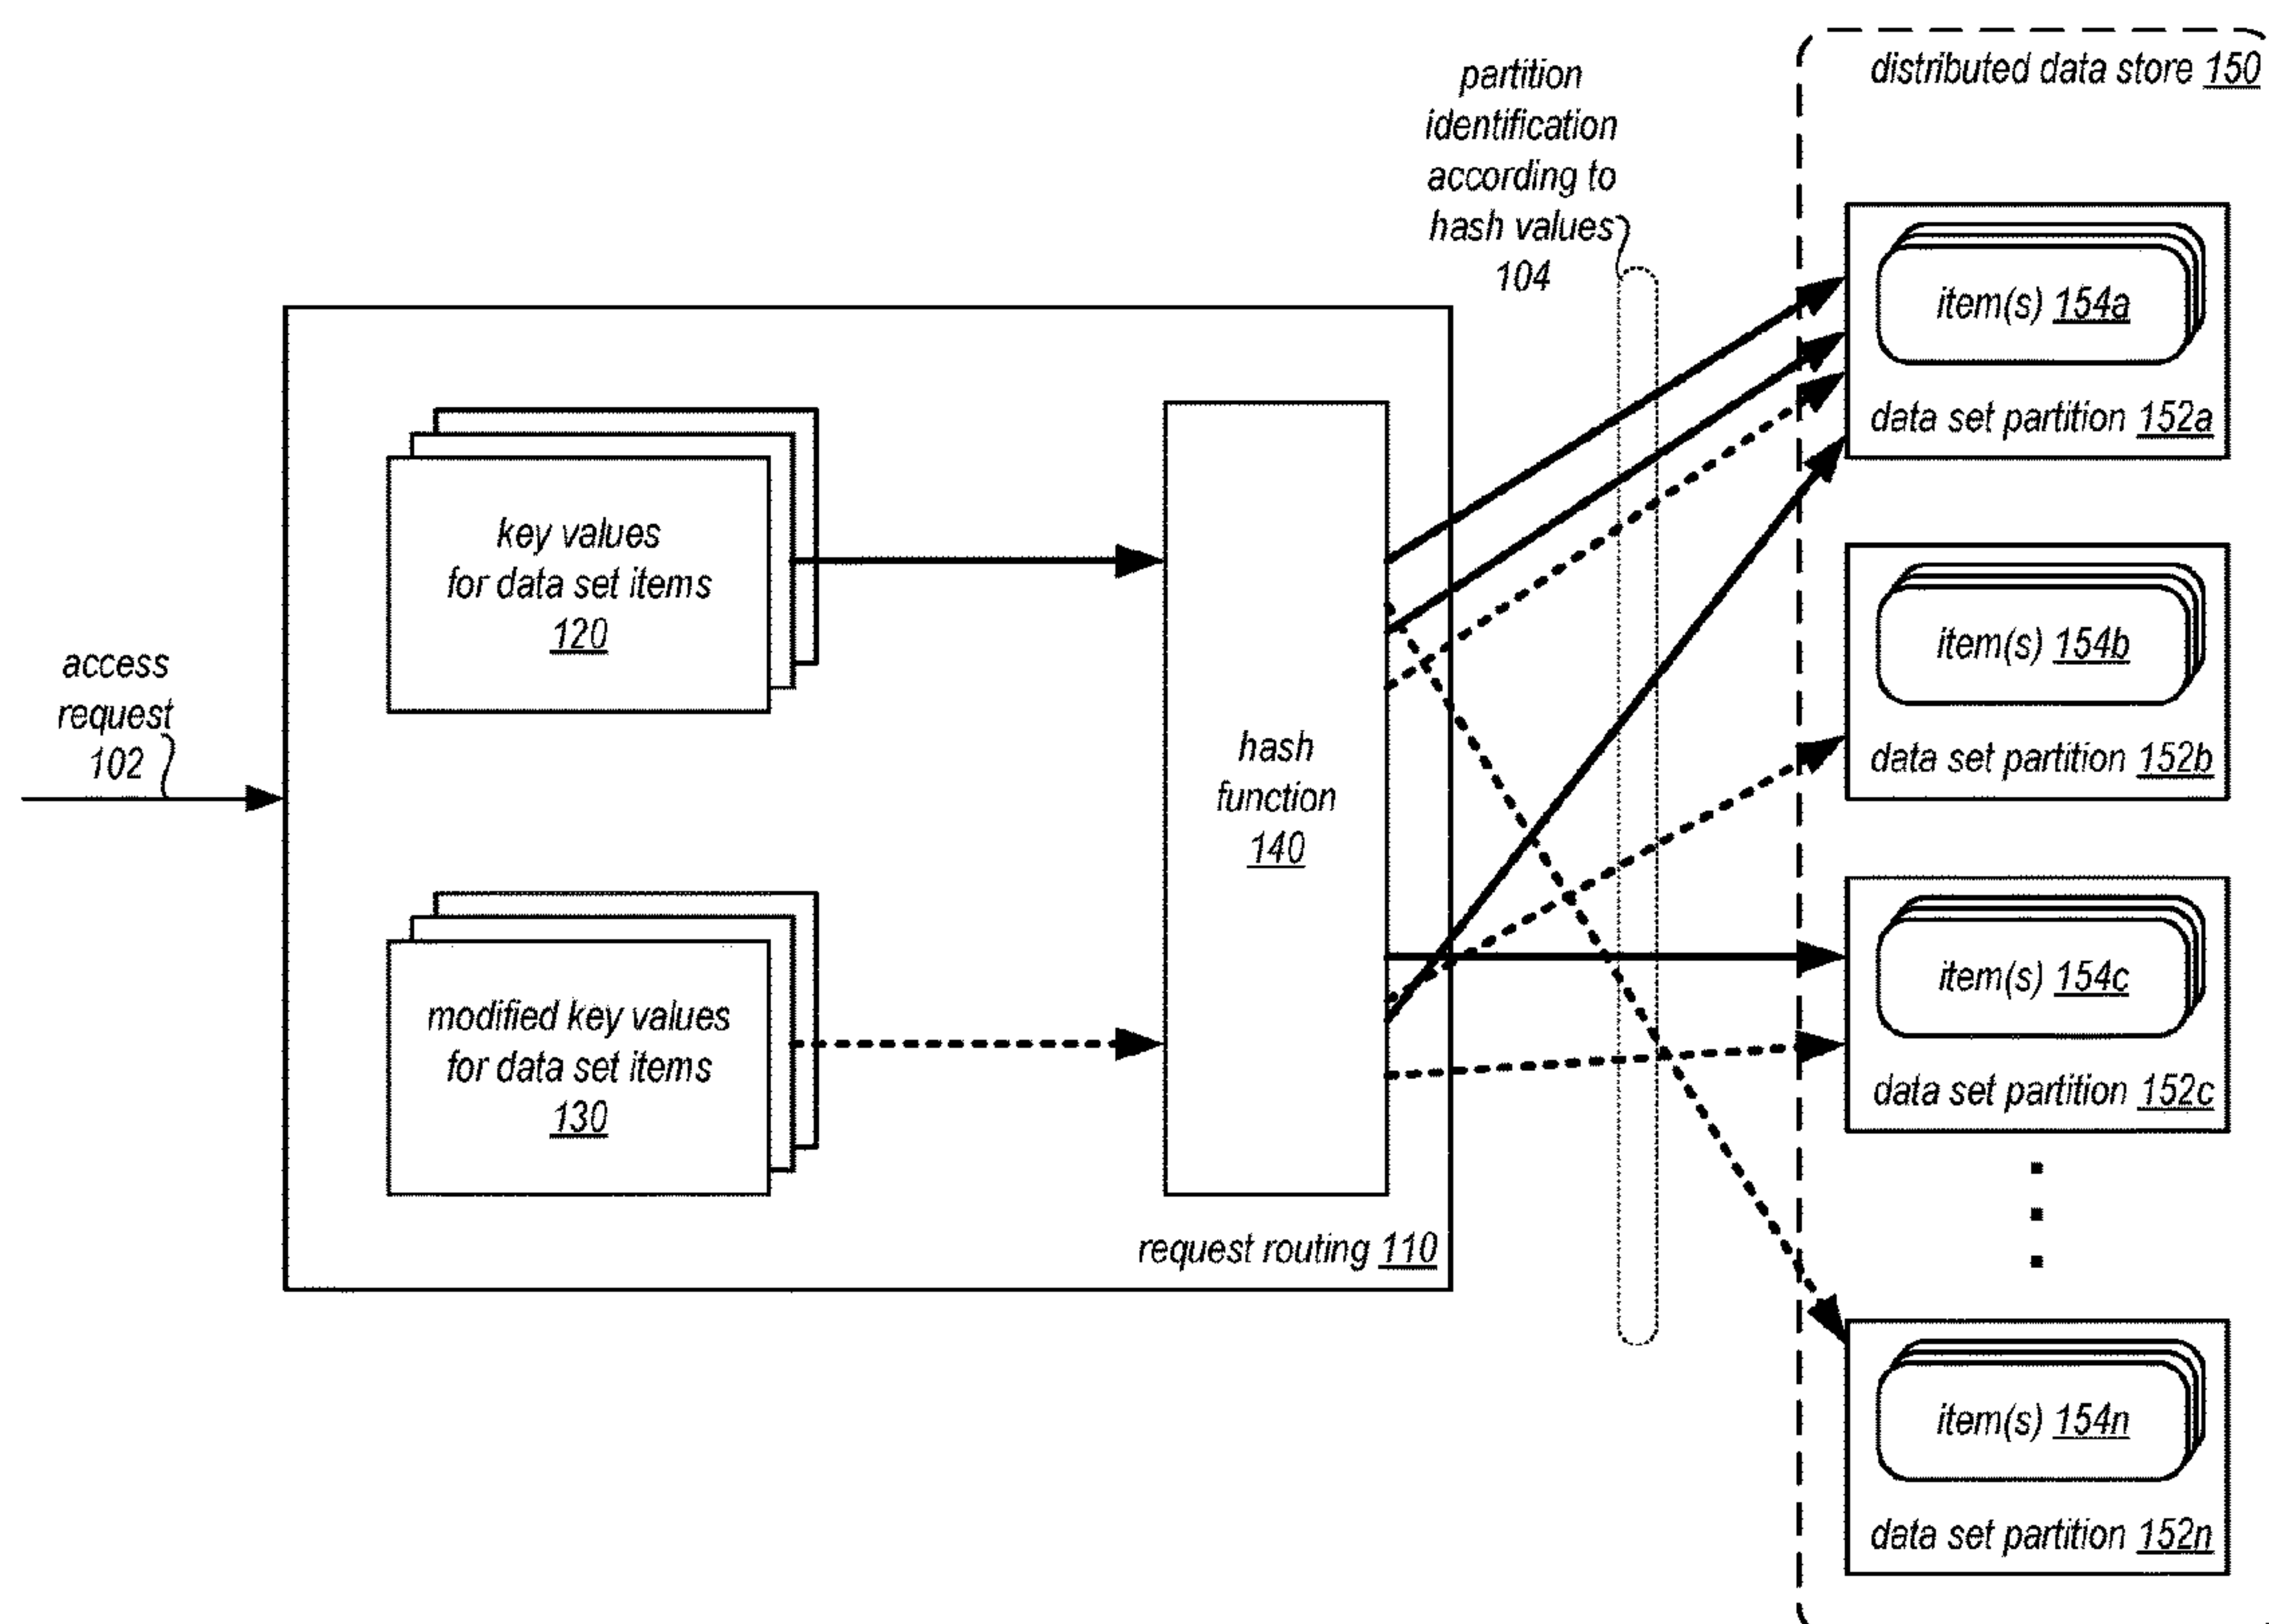 distributed data store 150
partition
identification
according to
hash values
104
item(s) 154a
data set partition 152a
key values
for data set items
120
access
request
102
item(s) 154b
data set partition 152b
hash
function
140
modified key values
for data set items
130
item(s) 154c
data set partition 152c
request routing 110
item(s) 154n
data set partition 152n